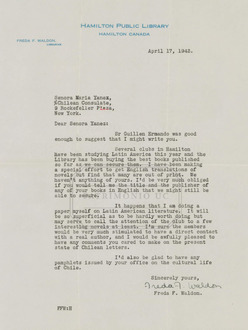 HAMILTON PUBLIC LIBRARY
HAMILTON CANADA
FREDA F. WALDON,
LIBRARIAN
April 17, 1942.
Senora Maria Yanez,
Chilean Consulate,
9 Rockefeller Plaza,
New York.
Dear Senora Yanez:
Dr Guillen Ermando was good
enough to suggest that I might write you.
Several clubs in Hamilton
have been studying Latin America this year and the
library has been buying the best books published
as far as we can secure them. I have been making
a special effort to get English translations of
novels but find that many are out of print. We
haven't anything of yours. I'd be very much obliged
if you would tell me the title and the publisher of
any of your books in English that we might still be
able to secure.
It happens that I am doing a
paper myself on Latin American literature. It will
be so superficial as to be hardly worth doing but
may serve to call the attention of the club to a few
interesting novels at least. I'm sure the members
would be very much stimulated to have a direct contact
with a real author, and I would be awfully pleased to
have any comments you cared to make on the present
state of Chilean letters.
I'd also be glad to have any
pamphlets issued by your office on the cultural life
of Chile.
Sincerely yours,
Freda F. Waldon
Freda F. Waldon.
FFW:E